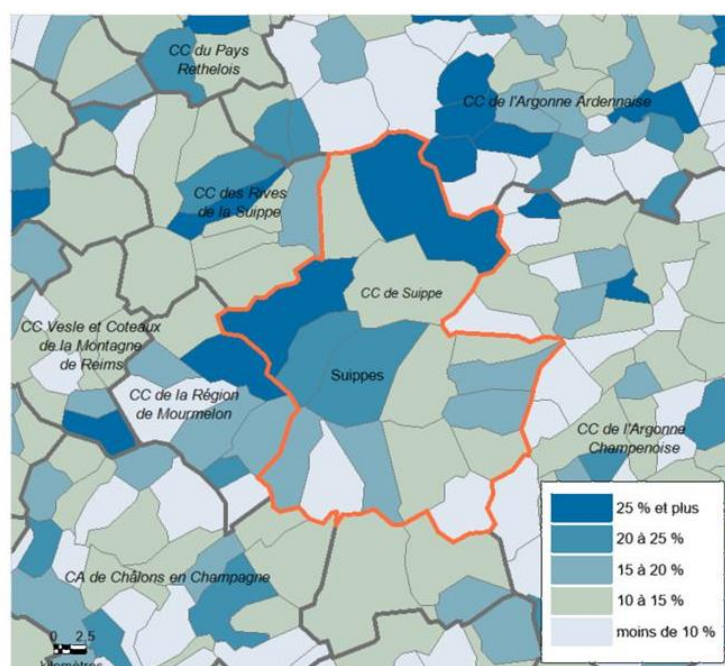 CC du Pays
Rethelois
CC de l'Argonne Ardennaise
CC des Rives
de la Suippe
CC de Suippe
CC Vesle et Coteaux
de la Montagne
de Reims
Suippes
CC de la Région
de Mourmelon
CC de l'Argonne
Champenoise
CA de Châlons en Champagne
25 % et plus
20 à 25 %
15 à 20 %
10 à 15 %
moins de 10 %
0 2,5
kilomètres